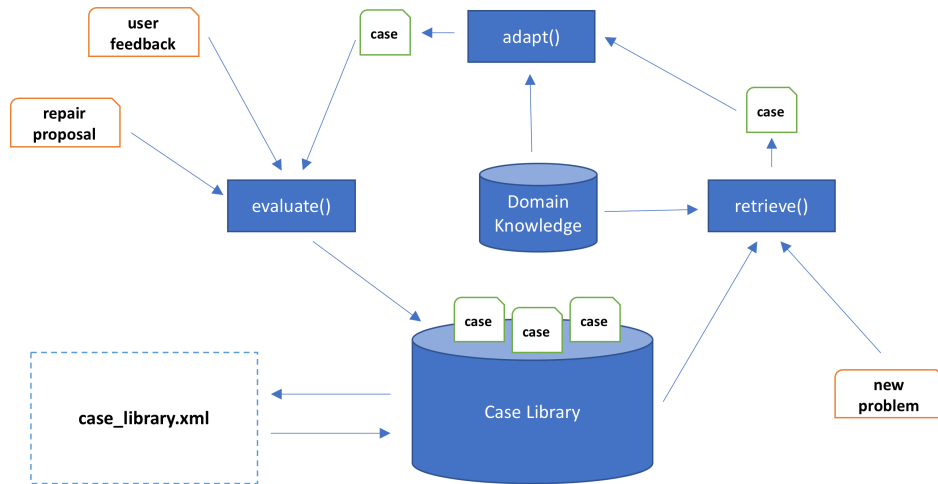 user
feedback
case
adapt()
repair
proposal
case
evaluate()
Domain
Knowledge
retrieve()
case
case
case
case_library.xml
Case Library
new
problem